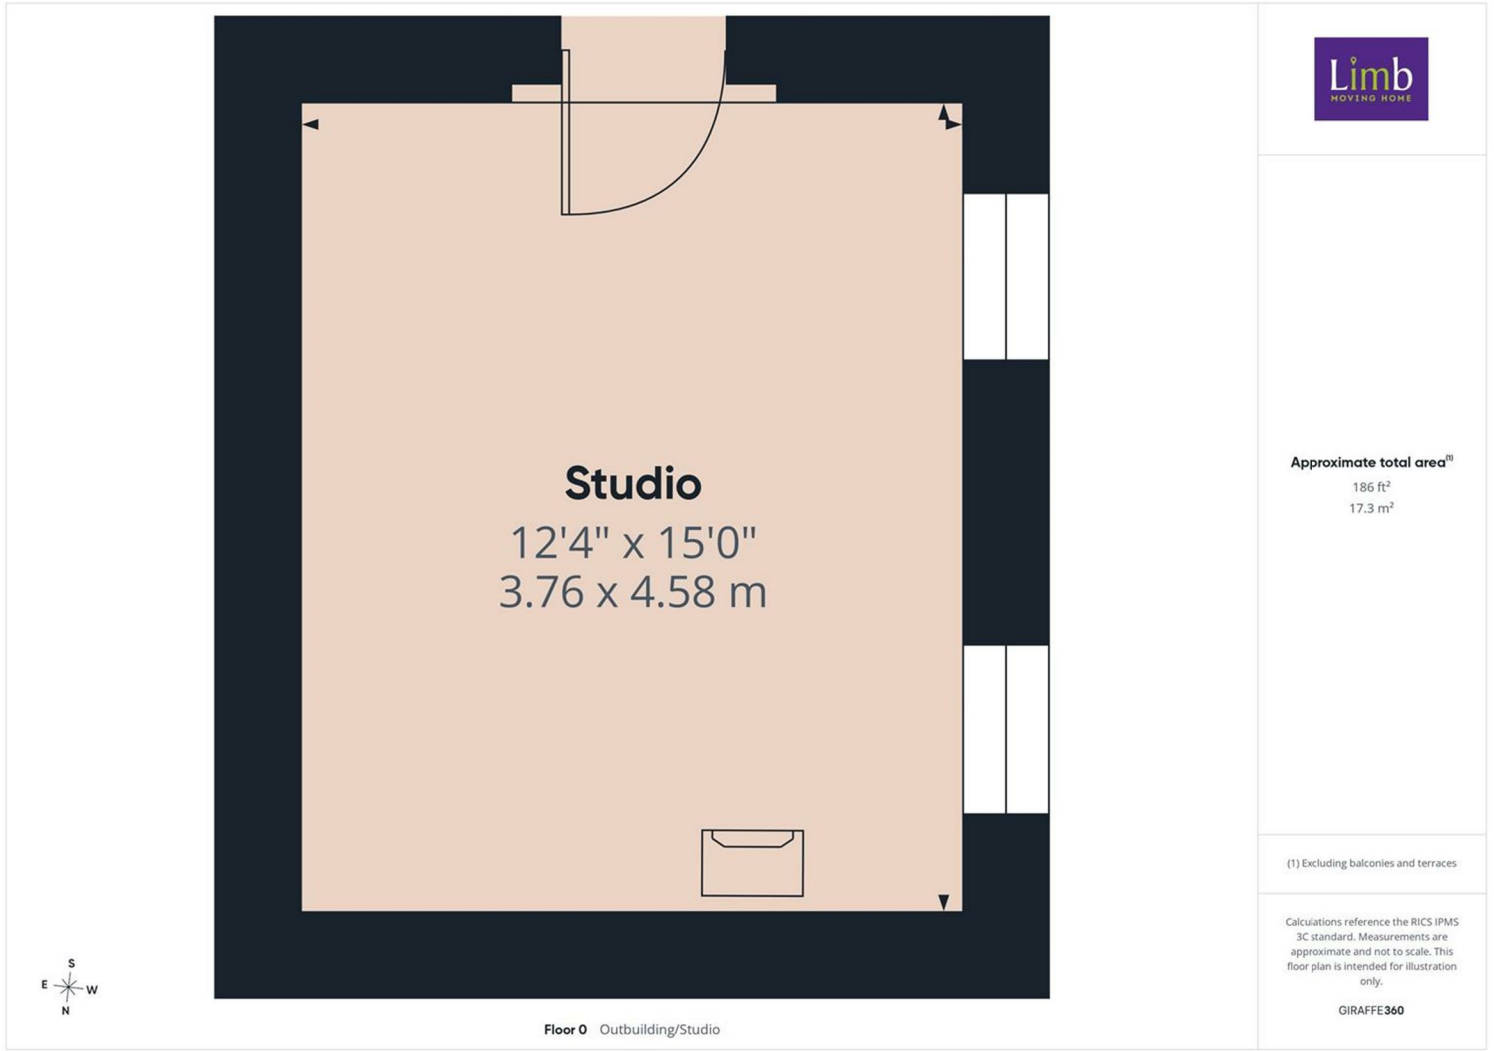 Limb
MOVING HOME
Studio
12'4" x 15'0"
3.76 x 4.58 m
Approximate total area(1)
186 ft²
17.3 m²
(1) Excluding balconies and terraces
Calculations reference the RICS IPMS
3C standard. Measurements are
approximate and not to scale. This
floor plan is intended for illustration
only.
GIRAFFE360
S
E
W
N
Floor 0 Outbuilding/Studio